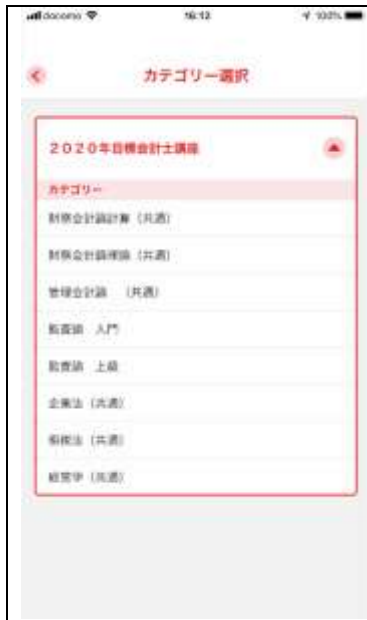 docomo 16:12 100%
カテゴリー選択
2020年目標会計士講座
カテゴリー
財務会計論計算（共通）
財務会計論理論（共通）
管理会計論　（共通）
監査論　入門
監査論　上級
企業法（共通）
租税法（共通）
経営学（共通）